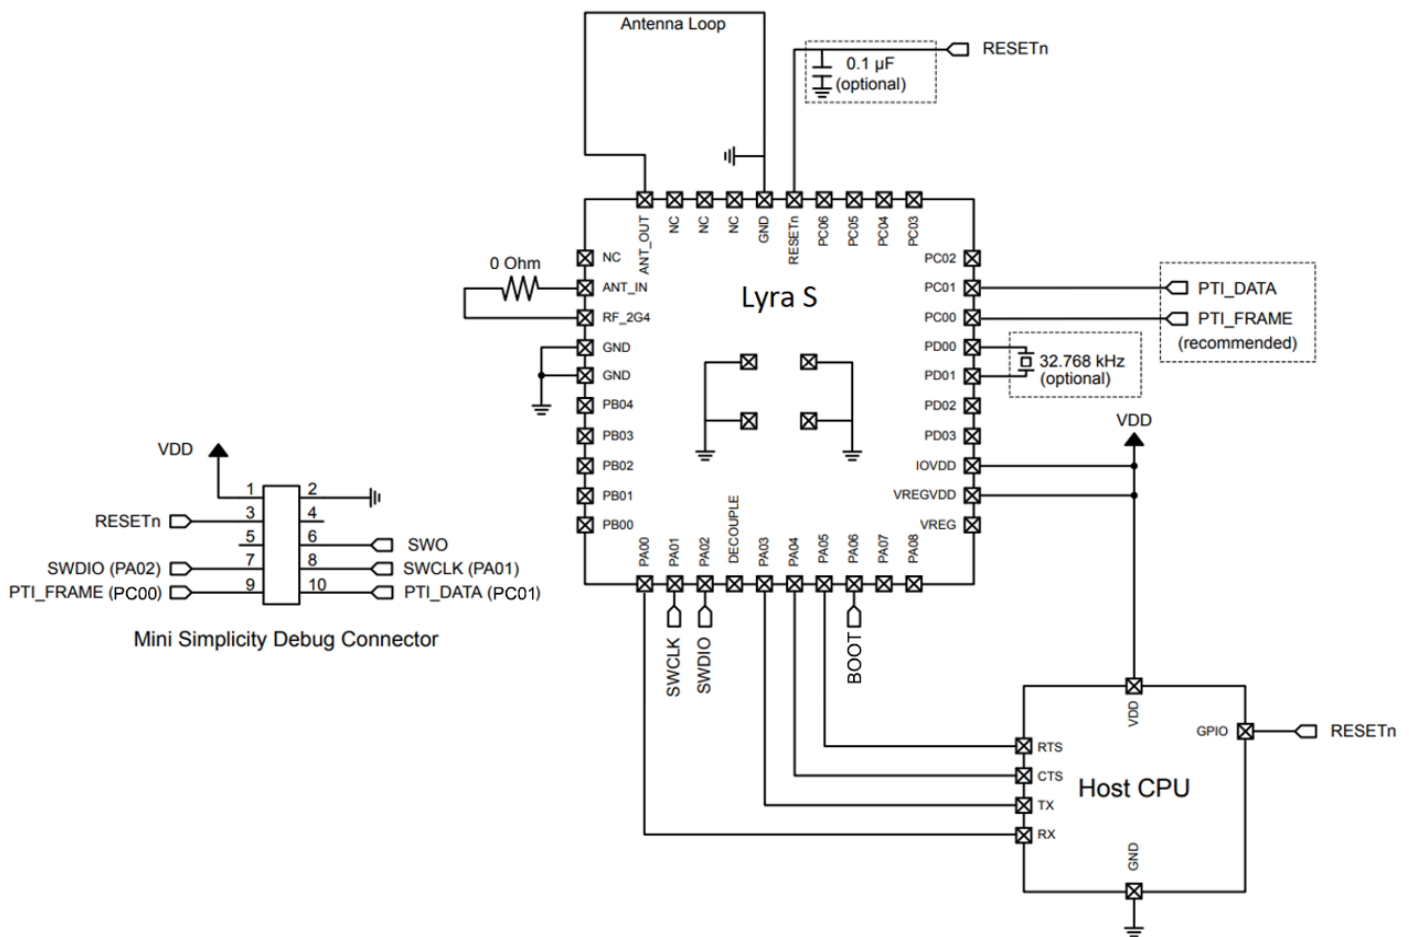 Antenna Loop
RESETn
0.1 µF
(optional)
ANT_OUT
NC
NC
NC
GND
RESETn
PC06
PC05
PC04
PC03
NC
ANT_IN
RF_2G4
GND
GND
PB04
PB03
PB02
PB01
PB00
0 Ohm
Lyra S
PC02
PC01
PC00
PD00
PD01
PD02
PD03
IOVDD
VREGVDD
VREG
PTI_DATA
PTI_FRAME
(recommended)
32.768 kHz
(optional)
VDD
PA00
PA01
PA02
DECOUPLE
PA03
PA04
PA05
PA06
PA07
PA08
SWCLK
SWDIO
BOOT
VDD
1 2
RESETn 3 4
5 6 SWO
SWDIO (PA02) 7 8 SWCLK (PA01)
PTI_FRAME (PC00) 9 10 PTI_DATA (PC01)
Mini Simplicity Debug Connector
VDD
GPIO
RESETn
RTS
CTS
TX
RX
Host CPU
GND